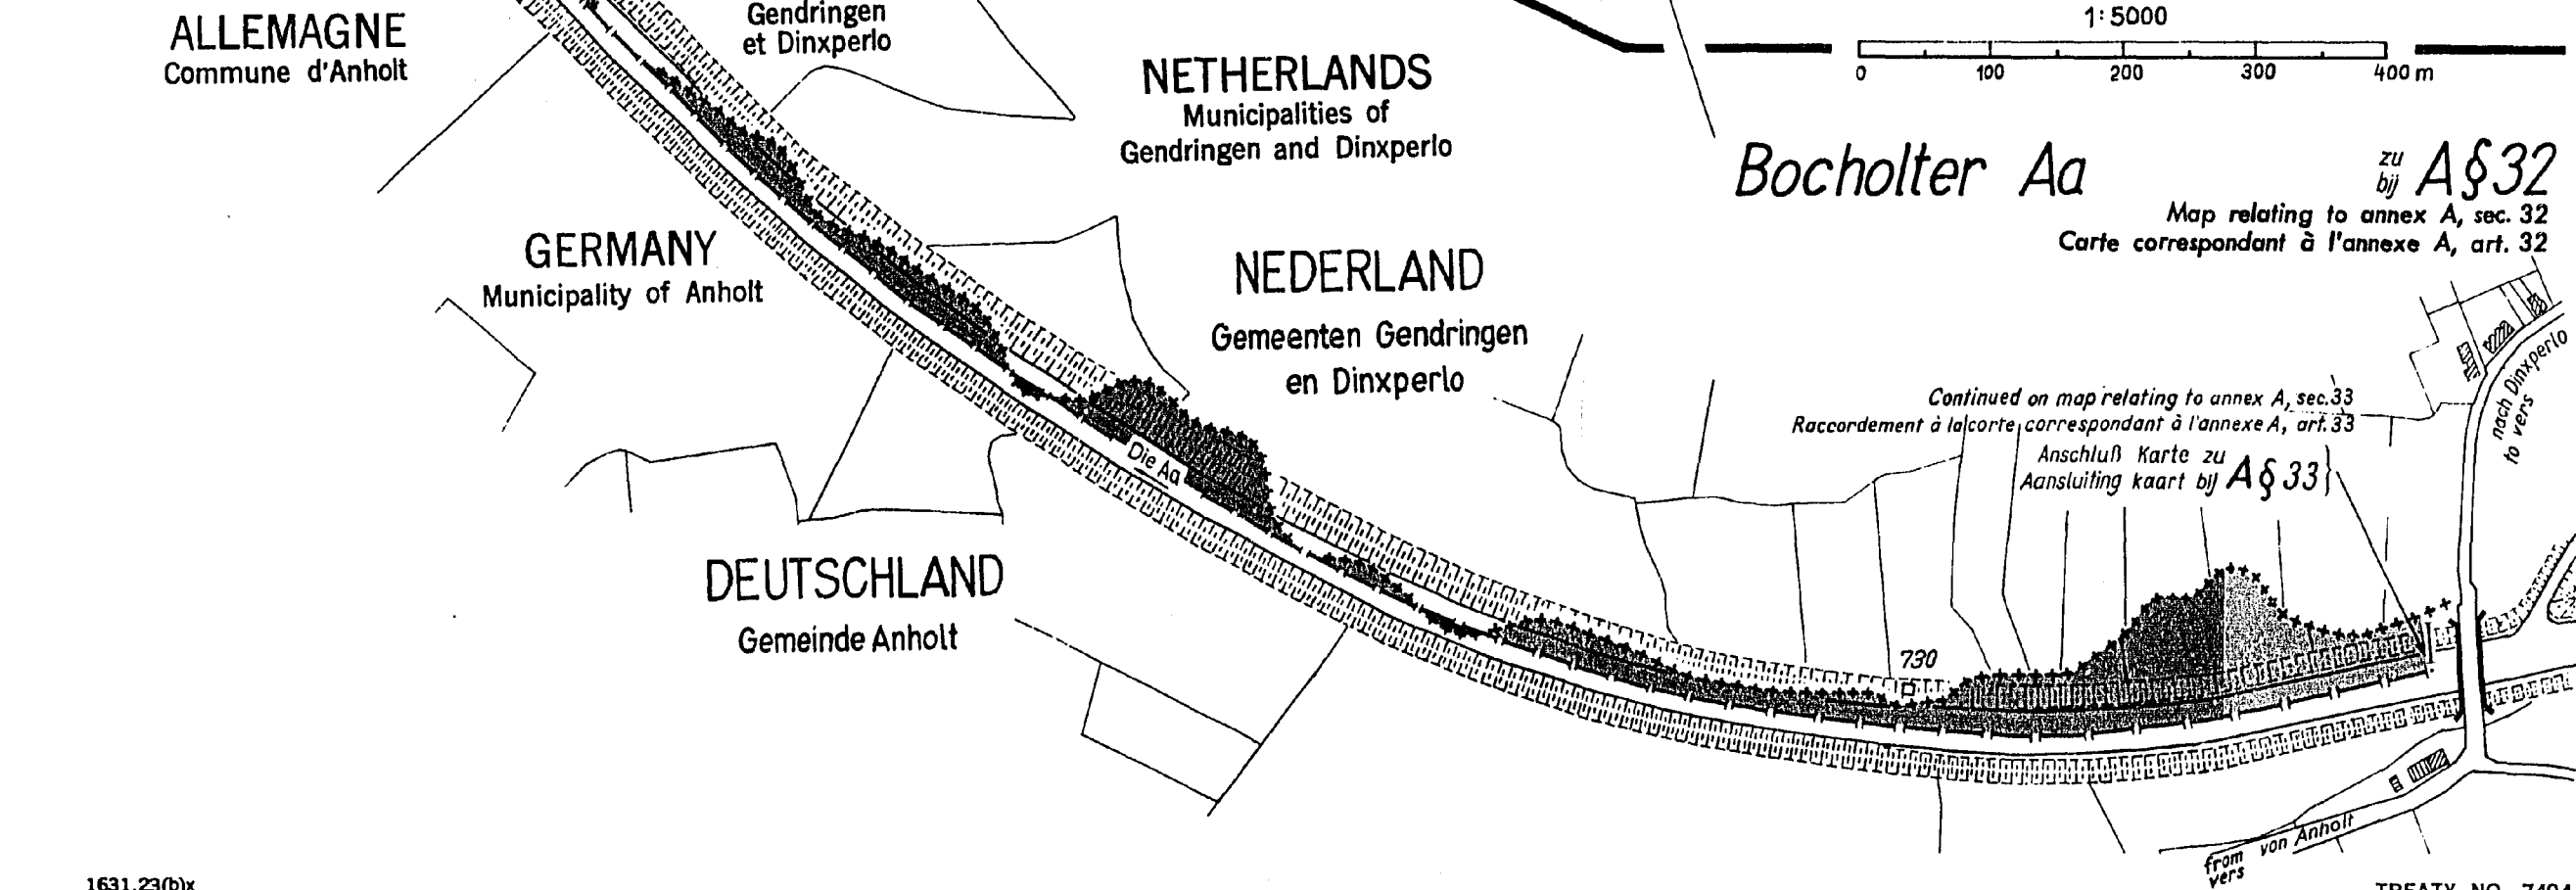 ALLEMAGNE
Commune d'Anholt
Gendringen
et Dinxperlo
NETHERLANDS
Municipalities of
Gendringen and Dinxperlo
1:5000
0 100 200 300 400 m
Bocholter Aa
zu
bij A§32
Map relating to annex A, sec. 32
Carte correspondant à l'annexe A, art. 32
GERMANY
Municipality of Anholt
NEDERLAND
Gemeenten Gendringen
en Dinxperlo
Continued on map relating to annex A, sec.33
Raccordement à la corte correspondant à l'annexe A, art.33
Anschluß Karte zu
Aansluiting kaart bij A§33
nach Dinxperlo
to vers
Die Aa
DEUTSCHLAND
Gemeinde Anholt
730
from von Anholt
vers
1631.23(b)x